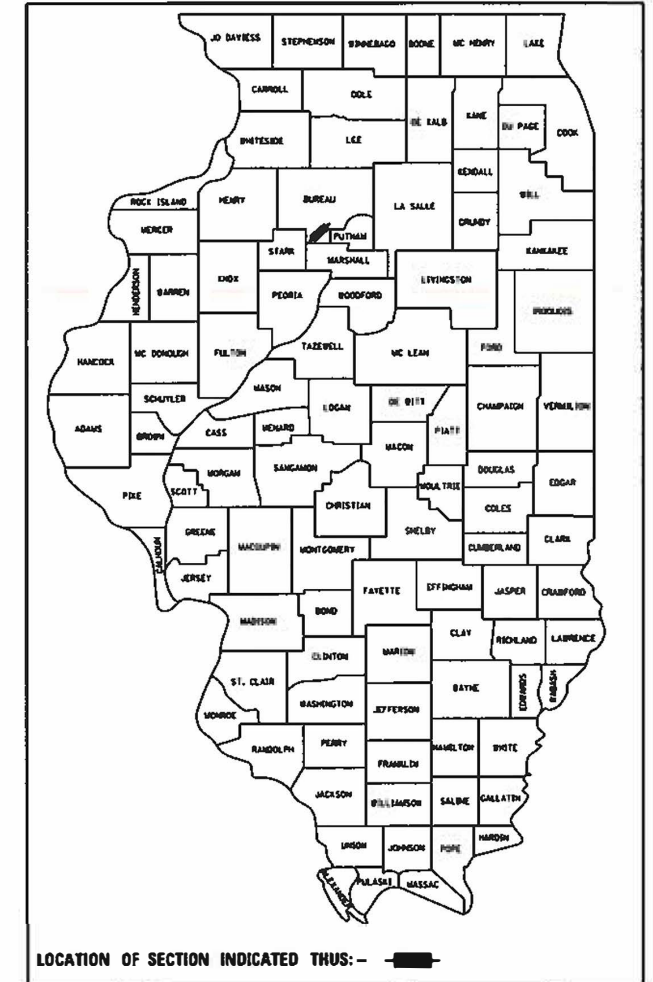 JO DAVIESS STEPHENSON WINNEBAGO BOONE MC HENRY LAKE
CARROLL OGLE DE KALB KANE DU PAGE COOK
WHITESIDE LEE KENDALL WILL
ROCK ISLAND HENRY BUREAU LA SALLE GRUNDY
MERCER STARK PUTNAM MARSHALL KANKAKEE
HENDERSON WARREN KNOX PEORIA WOODFORD LIVINGSTON IROQUOIS
HANCOCK MC DONOUGH FULTON TAZEWELL MC LEAN FORD
MASON LOGAN DE WITT CHAMPAIGN VERMILION
SCHUYLER
ADAMS BROWN CASS MENARD MACON PIATT
PIKE SCOTT MORGAN SANGAMON CHRISTIAN MOULTRIE DOUGLAS EDGAR
COLES
CALHOUN GREENE MACOUPIN MONTGOMERY SHELBY CUMBERLAND CLARK
JERSEY FAYETTE EFFINGHAM JASPER CRAWFORD
MADISON BOND CLAY RICHLAND LAWRENCE
CLINTON MARION
ST. CLAIR WAYNE EDWARDS WABASH
MONROE WASHINGTON JEFFERSON
RANDOLPH PERRY HAMILTON WHITE
FRANKLIN
JACKSON WILLIAMSON SALINE GALLATIN
UNION JOHNSON POPE HARDIN
ALEXANDER PULASKI MASSAC
LOCATION OF SECTION INDICATED THUS:-